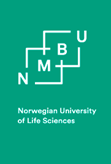 N M B U
Norwegian University
of Life Sciences